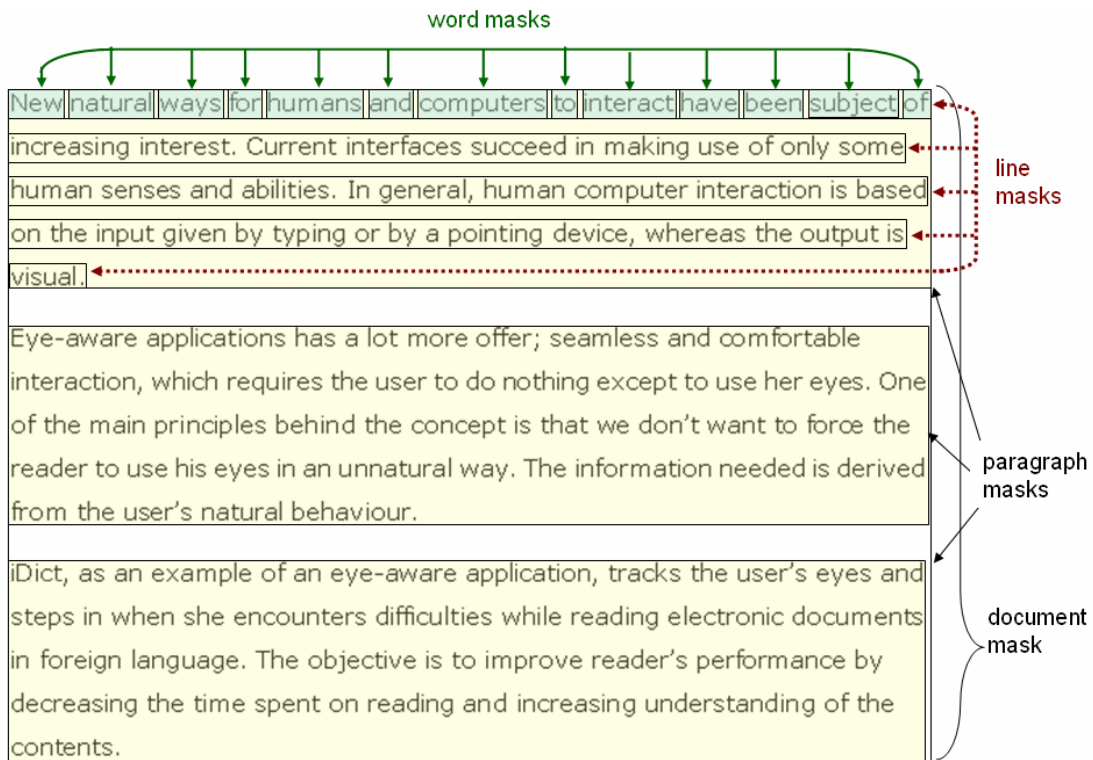 word masks
New natural ways for humans and computers to interact have been subject of
increasing interest. Current interfaces succeed in making use of only some
human senses and abilities. In general, human computer interaction is based
on the input given by typing or by a pointing device, whereas the output is
visual.
line
masks
Eye-aware applications has a lot more offer; seamless and comfortable
interaction, which requires the user to do nothing except to use her eyes. One
of the main principles behind the concept is that we don't want to force the
reader to use his eyes in an unnatural way. The information needed is derived
from the user's natural behaviour.
paragraph
masks
iDict, as an example of an eye-aware application, tracks the user's eyes and
steps in when she encounters difficulties while reading electronic documents
in foreign language. The objective is to improve reader's performance by
decreasing the time spent on reading and increasing understanding of the
contents.
document
mask